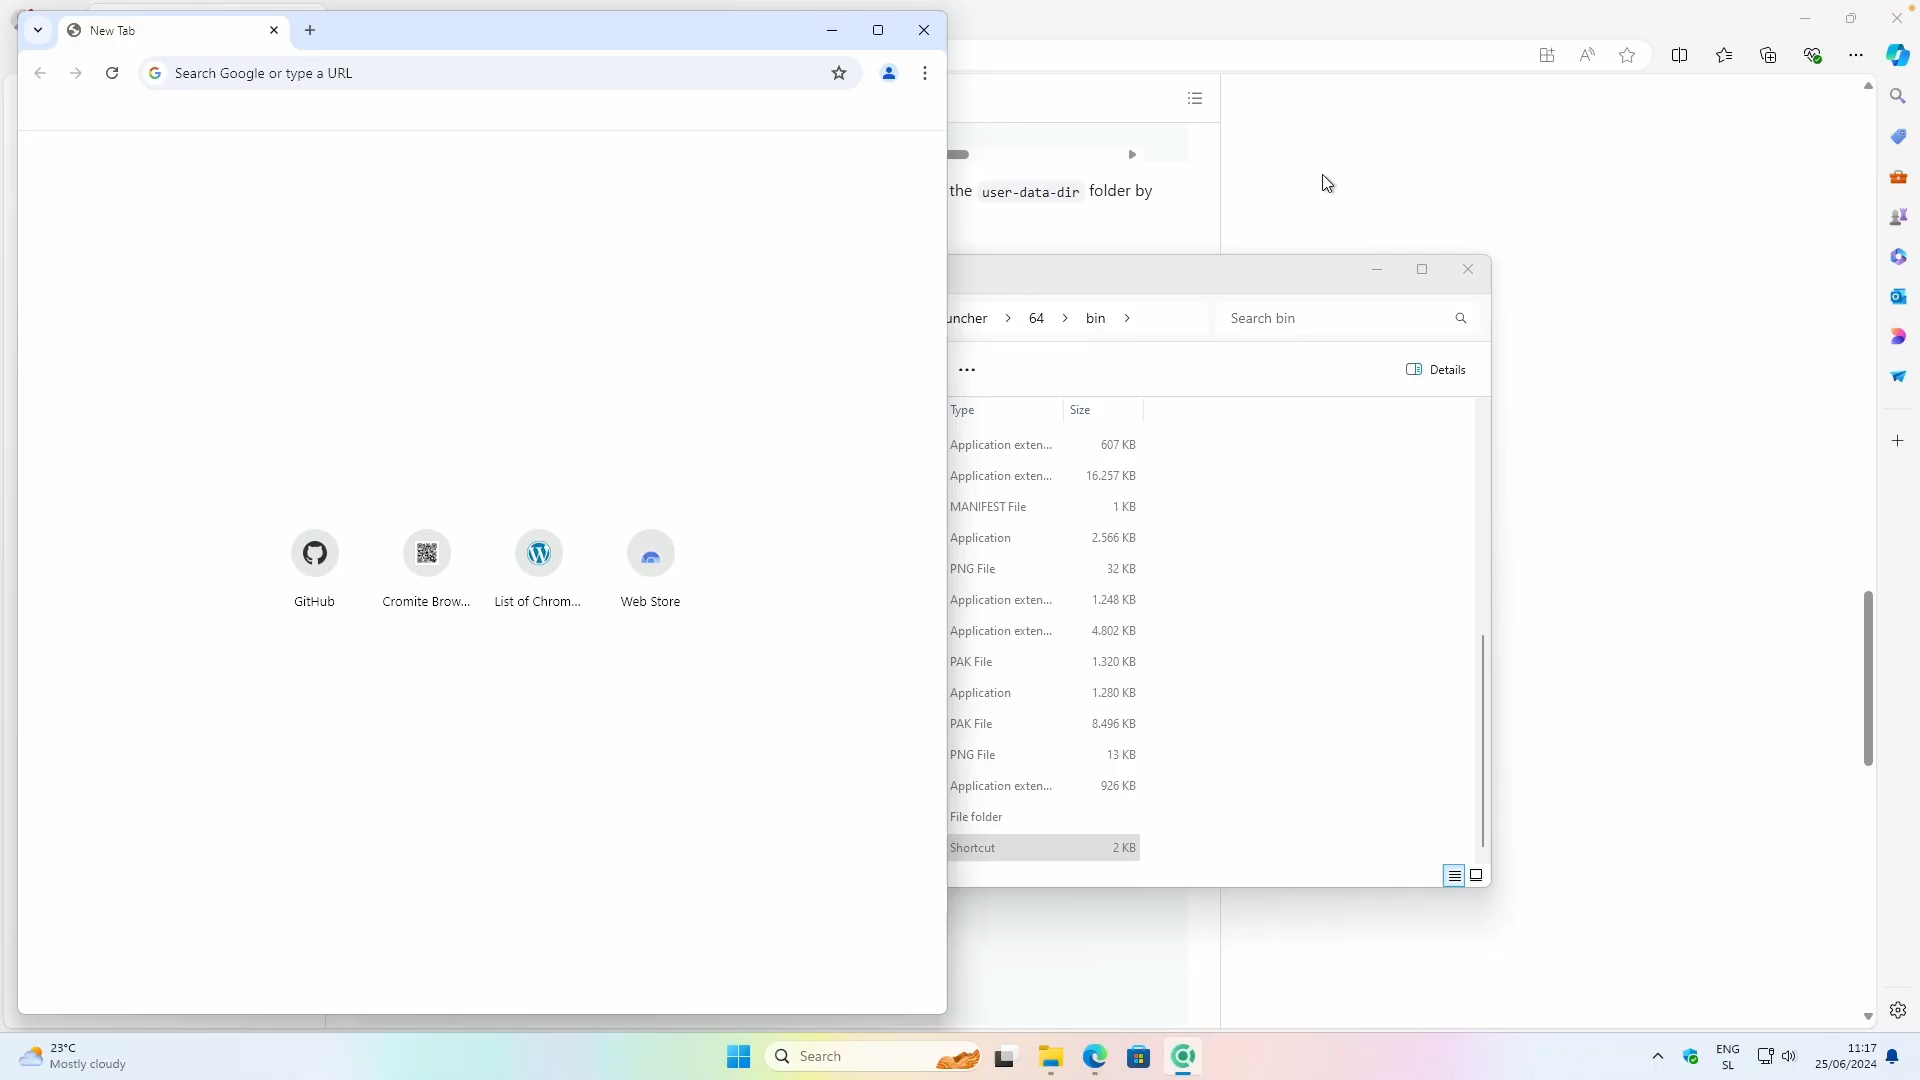 New Tab
Search Google or type a URL
the user-data-dir folder by
GitHub
Cromite Brow...
List of Chrom...
Web Store
uncher > 64 > bin >
Search bin
...
Details
Type Size
Application exten... 607 KB
Application exten... 16.257 KB
MANIFEST File 1 KB
Application 2.566 KB
PNG File 32 KB
Application exten... 1.248 KB
Application exten... 4.802 KB
PAK File 1.320 KB
Application 1.280 KB
PAK File 8.496 KB
PNG File 13 KB
Application exten... 926 KB
File folder
Shortcut 2 KB
23°C
Mostly cloudy
Search
ENG
SL
11:17
25/06/2024